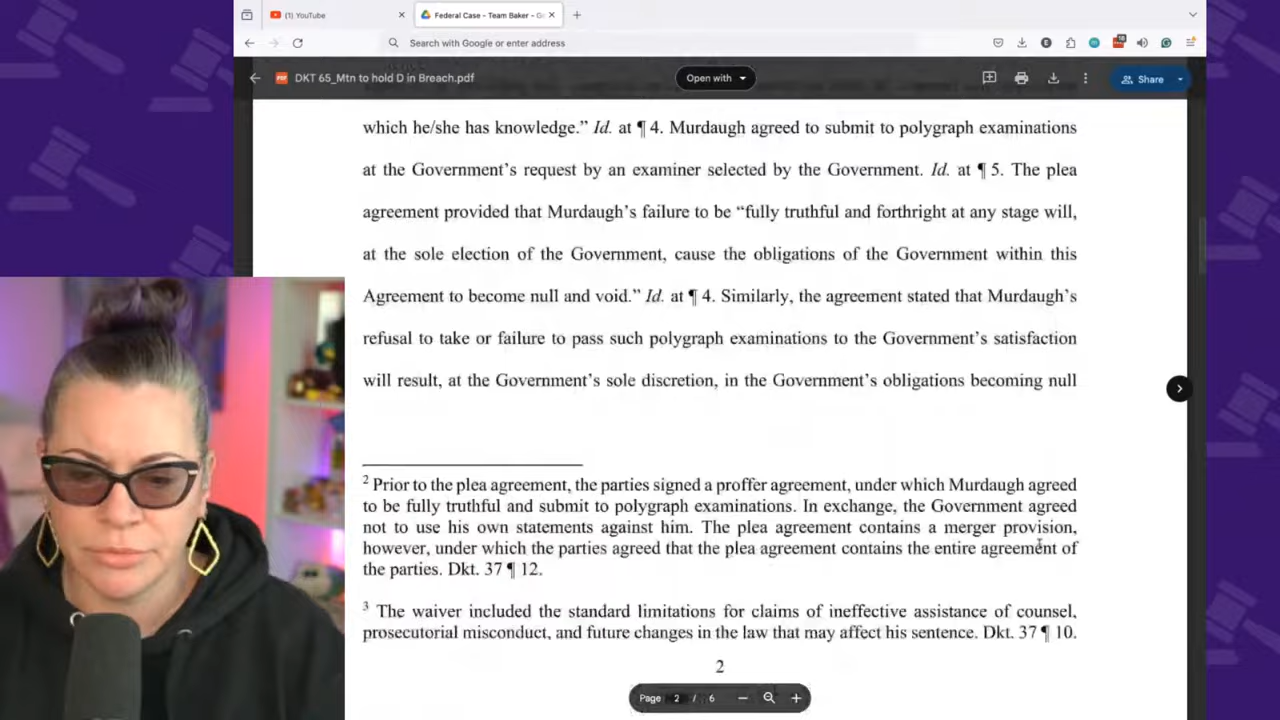 (1) YouTube
Federal Case - Team Baker - Go
Search with Google or enter address
DKT 65_Mtn to hold D in Breach.pdf
Open with
Share
which he/she has knowledge.” Id. at ¶ 4. Murdaugh agreed to submit to polygraph examinations
at the Government’s request by an examiner selected by the Government. Id. at ¶ 5. The plea
agreement provided that Murdaugh’s failure to be “fully truthful and forthright at any stage will,
at the sole election of the Government, cause the obligations of the Government within this
Agreement to become null and void.” Id. at ¶ 4. Similarly, the agreement stated that Murdaugh’s
refusal to take or failure to pass such polygraph examinations to the Government’s satisfaction
will result, at the Government’s sole discretion, in the Government’s obligations becoming null
2 Prior to the plea agreement, the parties signed a proffer agreement, under which Murdaugh agreed
to be fully truthful and submit to polygraph examinations. In exchange, the Government agreed
not to use his own statements against him. The plea agreement contains a merger provision,
however, under which the parties agreed that the plea agreement contains the entire agreement of
the parties. Dkt. 37 ¶ 12.
3 The waiver included the standard limitations for claims of ineffective assistance of counsel,
prosecutorial misconduct, and future changes in the law that may affect his sentence. Dkt. 37 ¶ 10.
2
Page 2 / 6